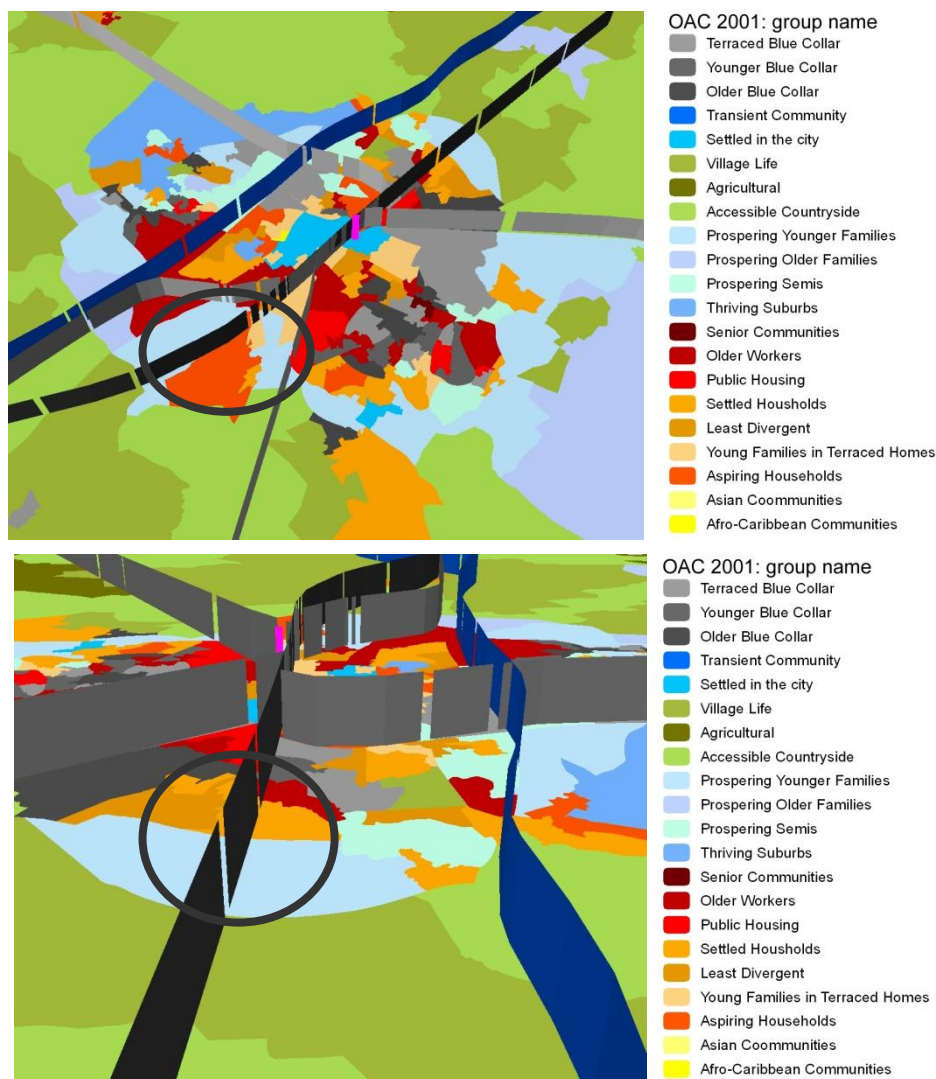 OAC 2001: group name
Terraced Blue Collar
Younger Blue Collar
Older Blue Collar
Transient Community
Settled in the city
Village Life
Agricultural
Accessible Countryside
Prospering Younger Families
Prospering Older Families
Prospering Semis
Thriving Suburbs
Senior Communities
Older Workers
Public Housing
Settled Housholds
Least Divergent
Young Families in Terraced Homes
Aspiring Households
Asian Coommunities
Afro-Caribbean Communities
OAC 2001: group name
Terraced Blue Collar
Younger Blue Collar
Older Blue Collar
Transient Community
Settled in the city
Village Life
Agricultural
Accessible Countryside
Prospering Younger Families
Prospering Older Families
Prospering Semis
Thriving Suburbs
Senior Communities
Older Workers
Public Housing
Settled Housholds
Least Divergent
Young Families in Terraced Homes
Aspiring Households
Asian Coommunities
Afro-Caribbean Communities